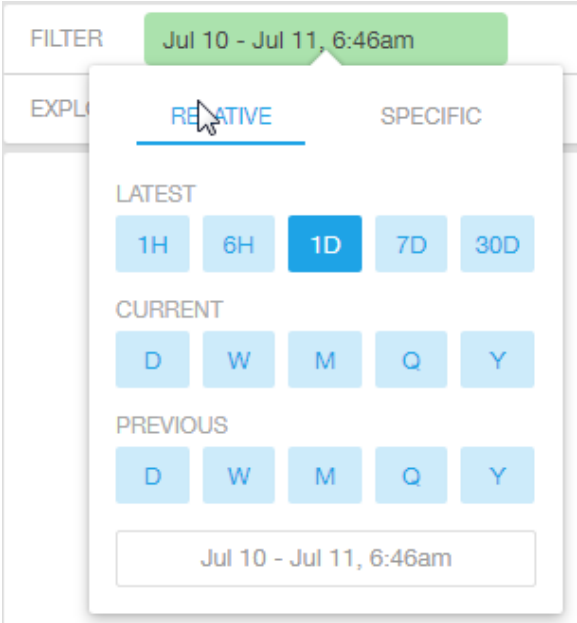 FILTER Jul 10 - Jul 11, 6:46am
RELATIVE SPECIFIC
LATEST
1H 6H 1D 7D 30D
CURRENT
D W M Q Y
PREVIOUS
D W M Q Y
Jul 10 - Jul 11, 6:46am